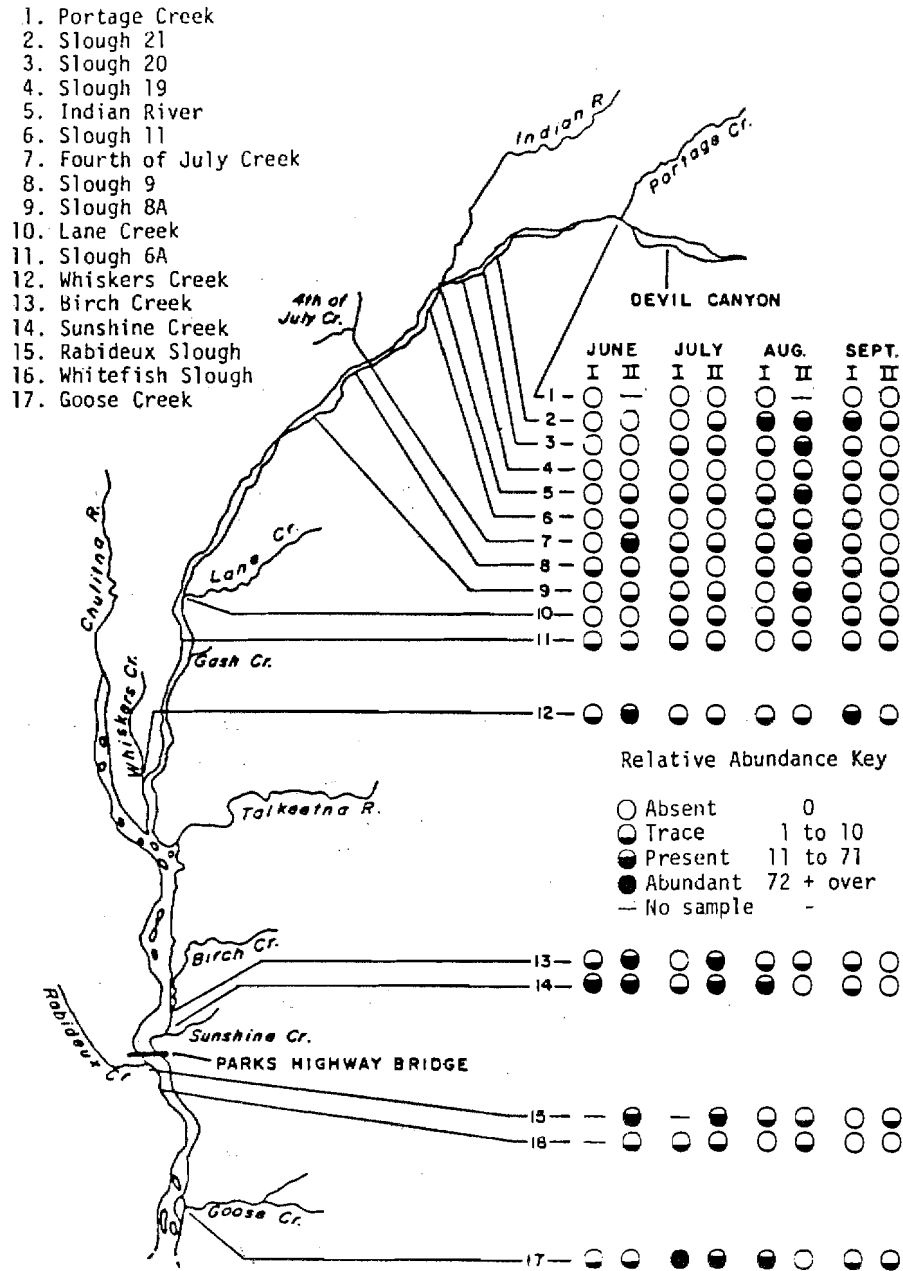 1. Portage Creek
2. Slough 21
3. Slough 20
4. Slough 19
5. Indian River
6. Slough 11
7. Fourth of July Creek
8. Slough 9
9. Slough 8A
10. Lane Creek
11. Slough 6A
12. Whiskers Creek
13. Birch Creek
14. Sunshine Creek
15. Rabideux Slough
16. Whitefish Slough
17. Goose Creek
Indian R.
Portage Cr.
DEVIL CANYON
4th of
July Cr.
JUNE JULY AUG. SEPT.
I II I II I II I II
1 —
2 —
3 —
4 —
5 —
6 —
7 —
8 —
9 —
10 —
11 —
12 —
Chulitna R.
Lane Cr.
Gash Cr.
Whiskers Cr.
Talkeetna R.
Relative Abundance Key
Absent 0
Trace 1 to 10
Present 11 to 71
Abundant 72 + over
— No sample -
Birch Cr.
13 —
14 —
Rabideux Cr
Sunshine Cr.
PARKS HIGHWAY BRIDGE
15 —
16 —
Goose Cr.
17 —